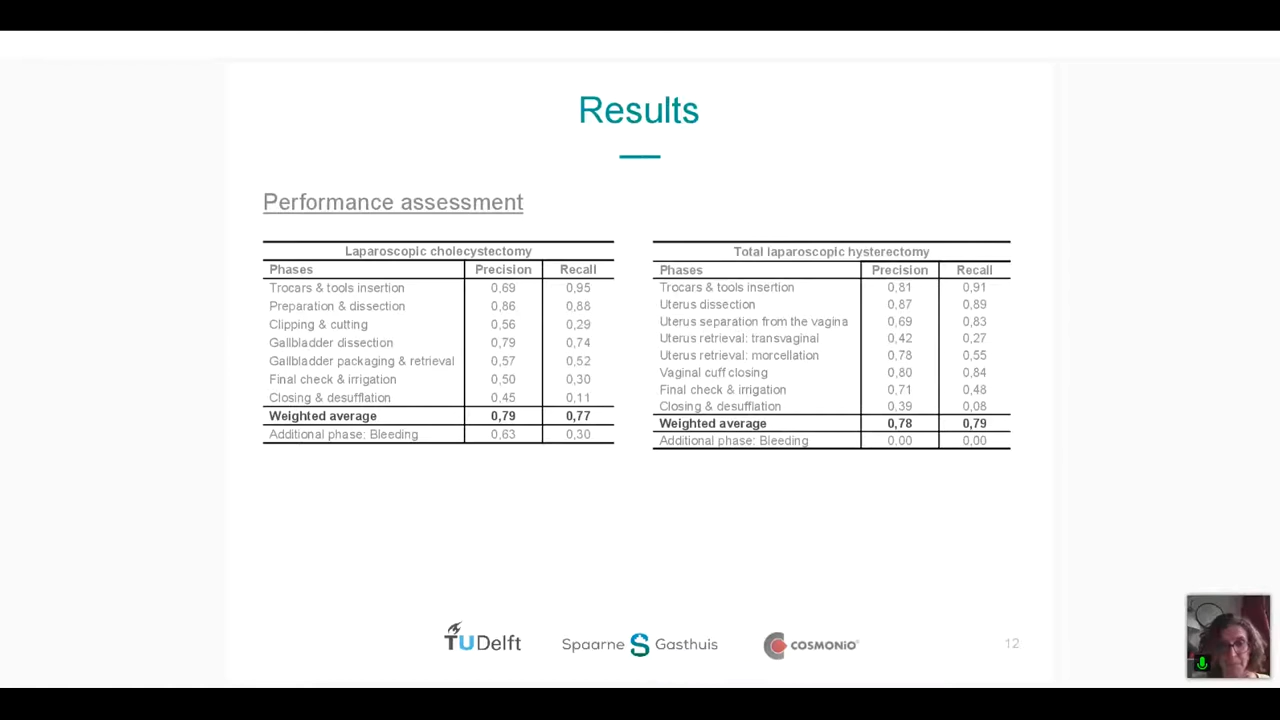 Results
Performance assessment
Laparoscopic cholecystectomy
Phases Precision Recall
Trocars & tools insertion 0,69 0,95
Preparation & dissection 0,86 0,88
Clipping & cutting 0,56 0,29
Gallbladder dissection 0,79 0,74
Gallbladder packaging & retrieval 0,57 0,52
Final check & irrigation 0,50 0,30
Closing & desufflation 0,45 0,11
Weighted average 0,79 0,77
Additional phase: Bleeding 0,63 0,30
Total laparoscopic hysterectomy
Phases Precision Recall
Trocars & tools insertion 0,81 0,91
Uterus dissection 0,87 0,89
Uterus separation from the vagina 0,69 0,83
Uterus retrieval: transvaginal 0,42 0,27
Uterus retrieval: morcellation 0,78 0,55
Vaginal cuff closing 0,80 0,84
Final check & irrigation 0,71 0,48
Closing & desufflation 0,39 0,08
Weighted average 0,78 0,79
Additional phase: Bleeding 0,00 0,00
TUDelft Spaarne Gasthuis COSMONiO 12